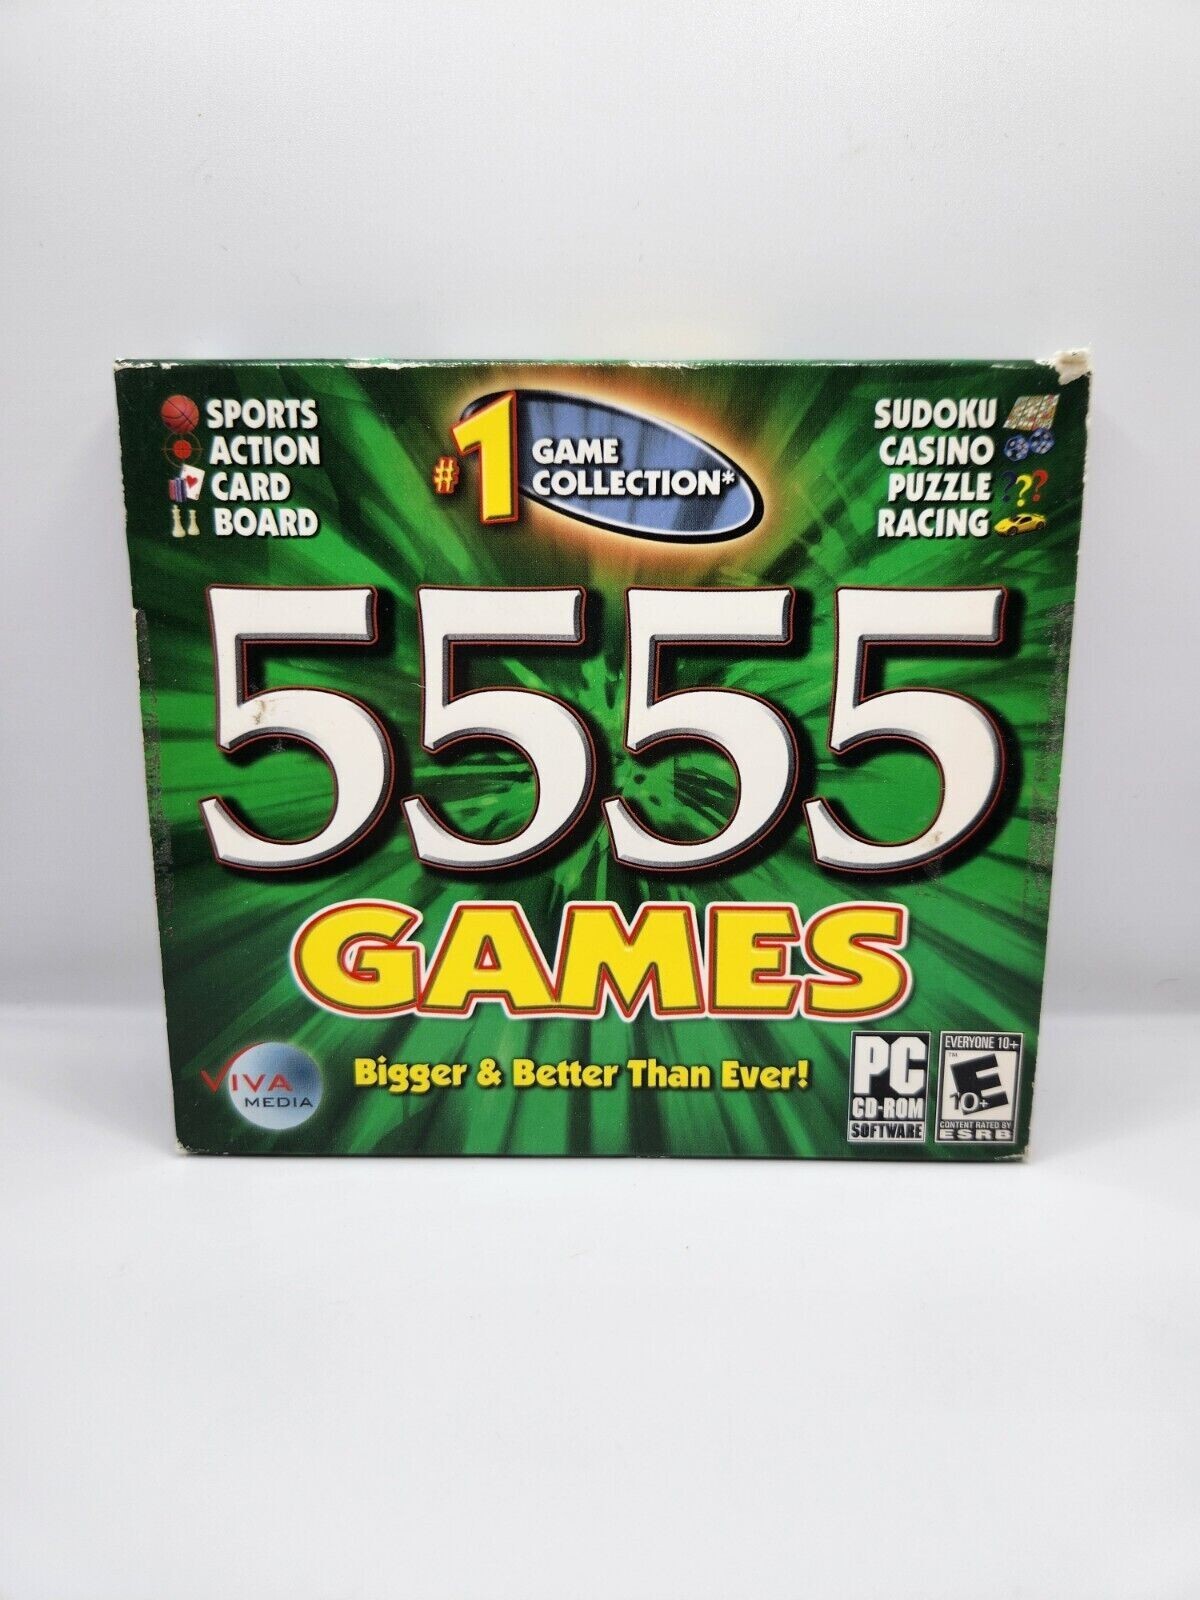 SPORTS
ACTION
CARD
BOARD
#1 GAME
COLLECTION*
SUDOKU
CASINO
PUZZLE
RACING
???
5555
GAMES
Bigger & Better Than Ever!
VIVA
MEDIA
PC
CD-ROM
SOFTWARE
EVERYONE 10+
TM
E
10+
CONTENT RATED BY
ESRB